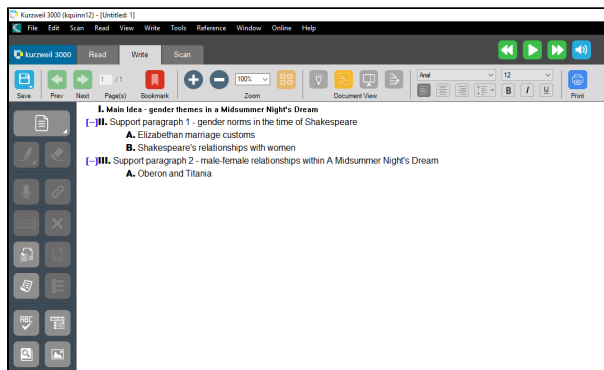 Kurzweil 3000 (kquinn12) - [Untitled: 1]
File Edit Scan Read View Write Tools Reference Window Online Help
kurzweil 3000 Read Write Scan
1 / 1 100% Arial 12
B I U
Save Prev Next Page(s) Bookmark Zoom Document View Print
I. Main Idea - gender themes in a Midsummer Night's Dream
[–]II. Support paragraph 1 - gender norms in the time of Shakespeare
A. Elizabethan marriage customs
B. Shakespeare's relationships with women
[–]III. Support paragraph 2 - male-female relationships within A Midsummer Night's Dream
A. Oberon and Titania
ABC